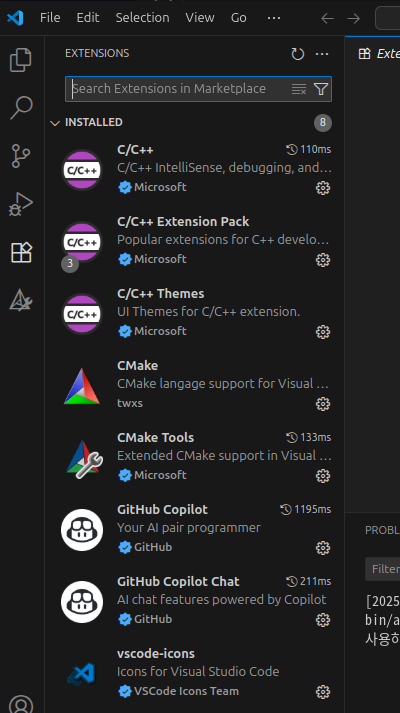 File Edit Selection View Go ···
EXTENSIONS
Exte
Search Extensions in Marketplace
INSTALLED 8
C/C++ 110ms
C/C++ IntelliSense, debugging, and...
Microsoft
C/C++ Extension Pack
Popular extensions for C++ develo...
3 Microsoft
C/C++ Themes
UI Themes for C/C++ extension.
Microsoft
CMake
CMake langage support for Visual ...
twxs
CMake Tools 133ms
Extended CMake support in Visual ...
Microsoft
GitHub Copilot 1195ms
Your AI pair programmer
GitHub
PROBL
Filter
GitHub Copilot Chat 211ms
AI chat features powered by Copilot
GitHub
[2025
bin/a
사용하
vscode-icons
Icons for Visual Studio Code
VSCode Icons Team